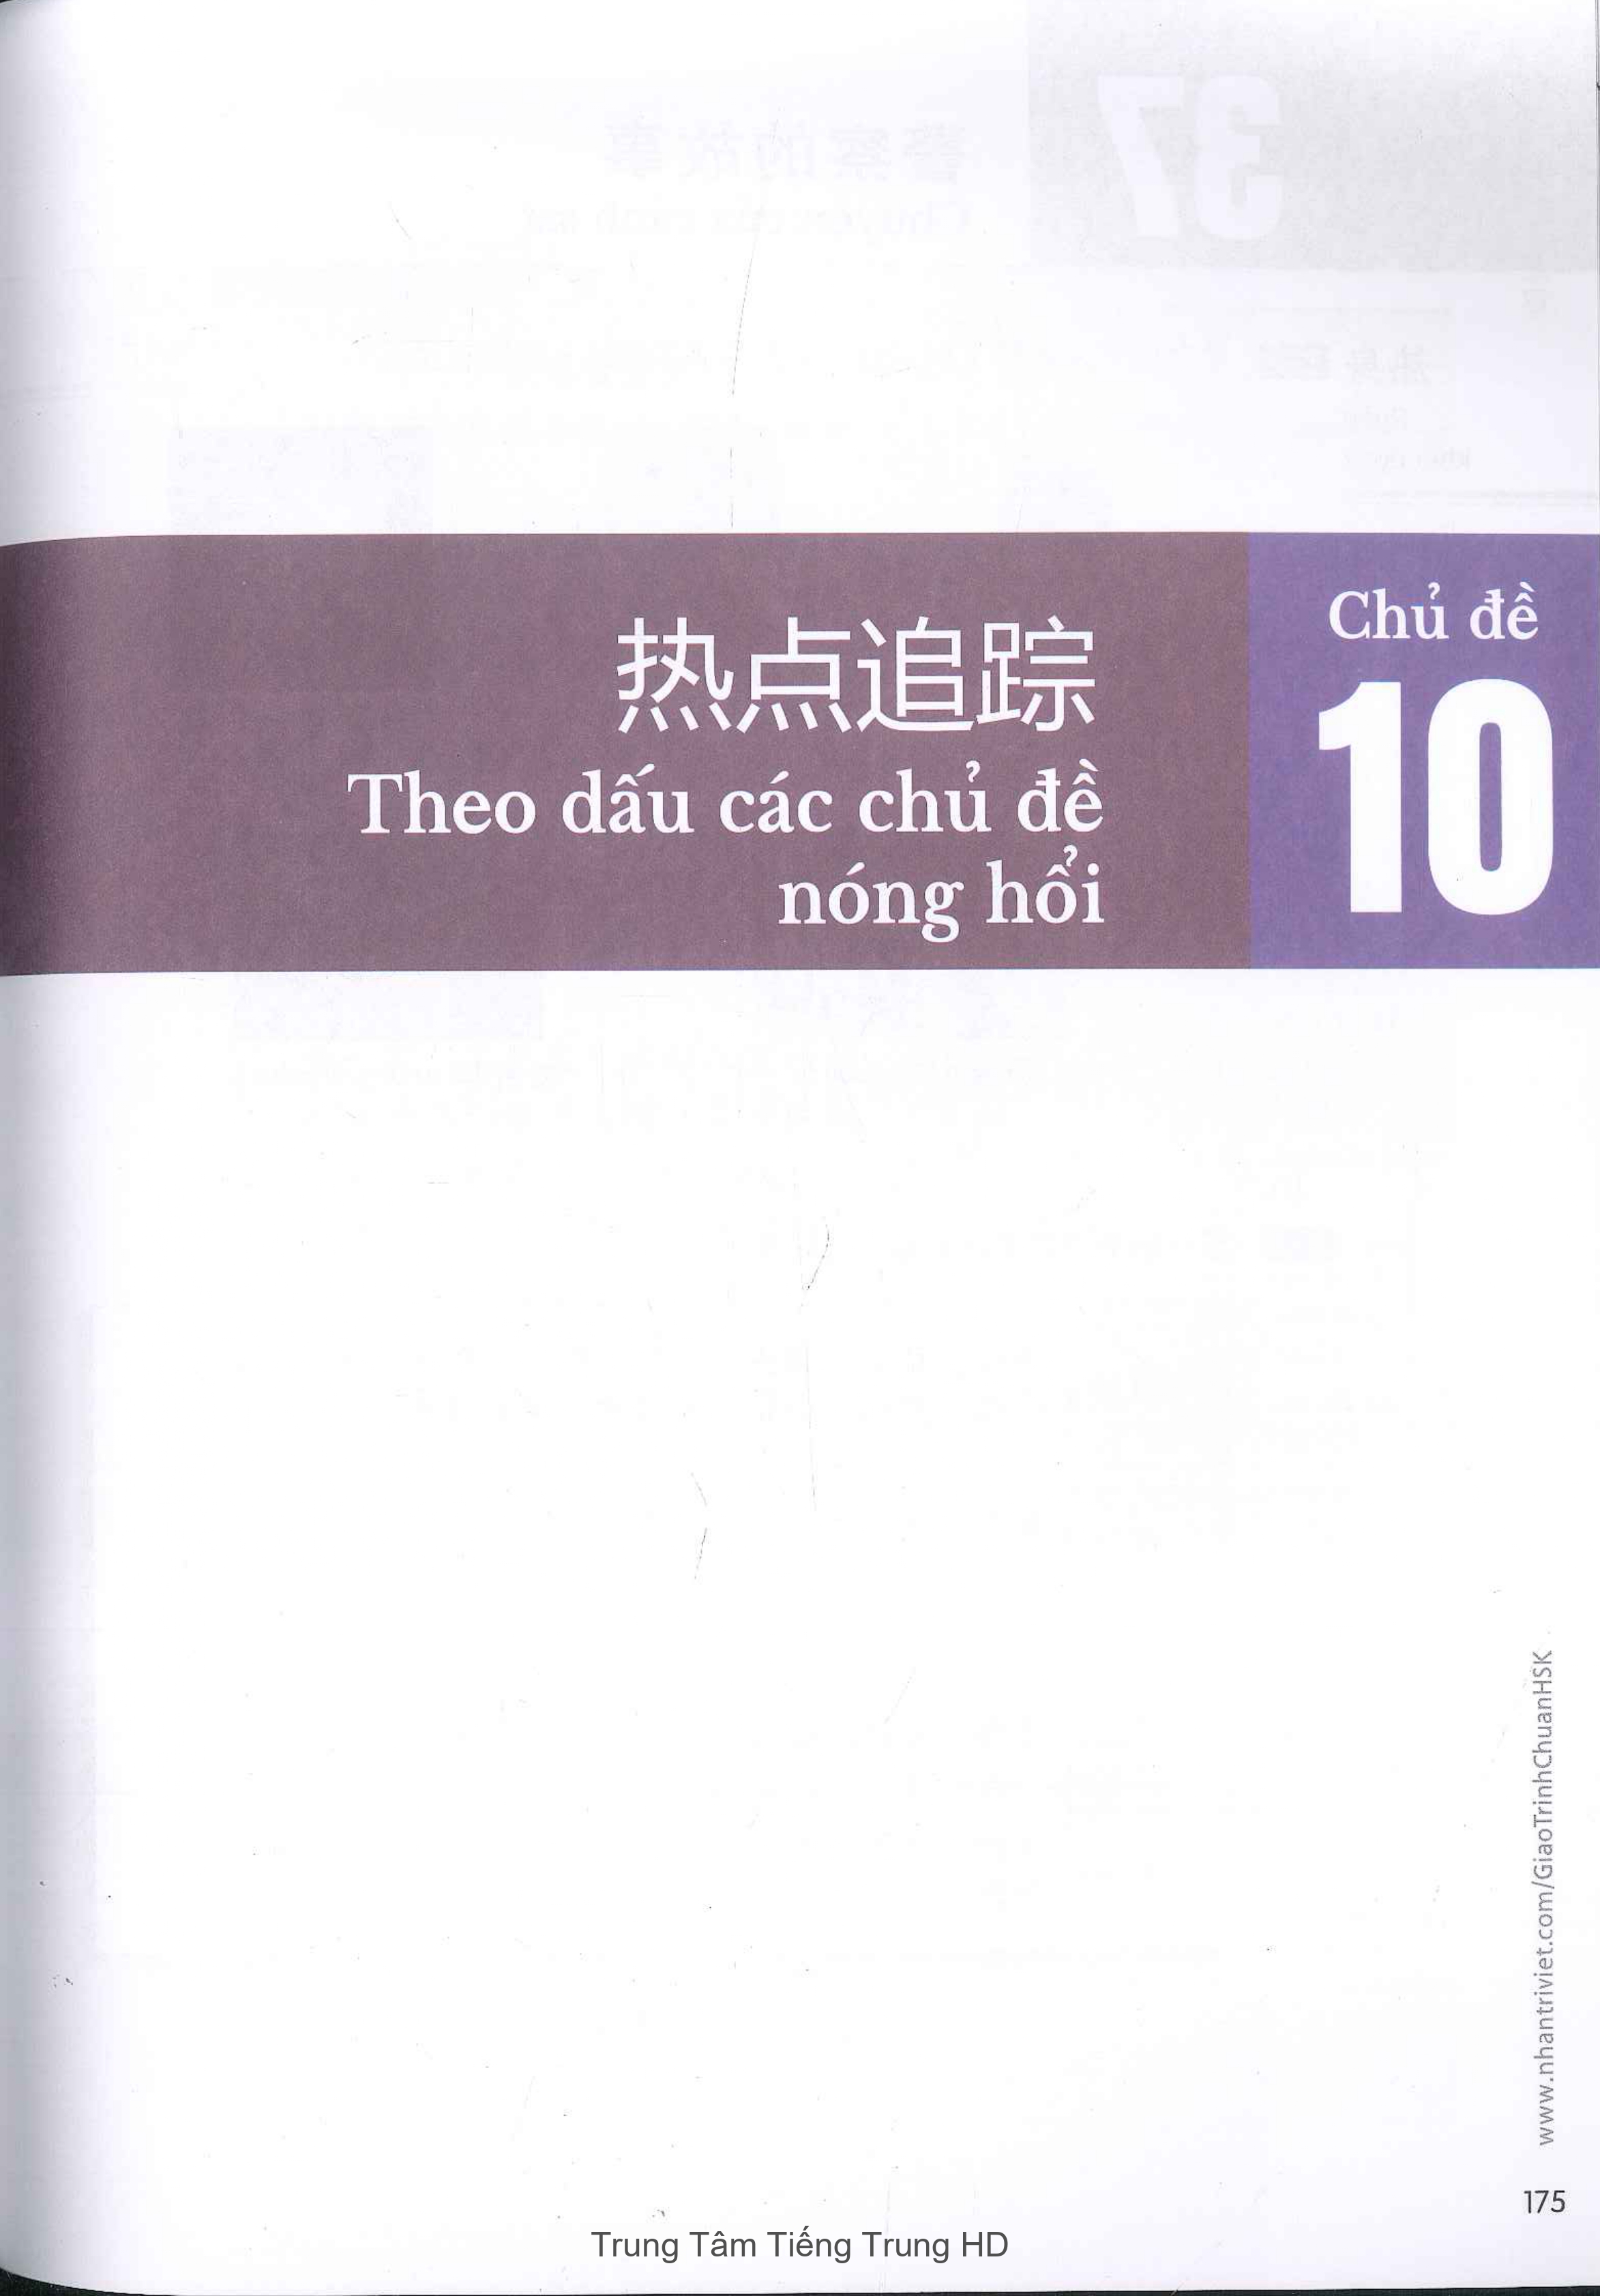 Chủ đề
10
热点追踪
Theo dấu các chủ đề
nóng hổi
www.nhantriviet.com/GiaoTrinhChuanHSK
175
Trung Tâm Tiếng Trung HD